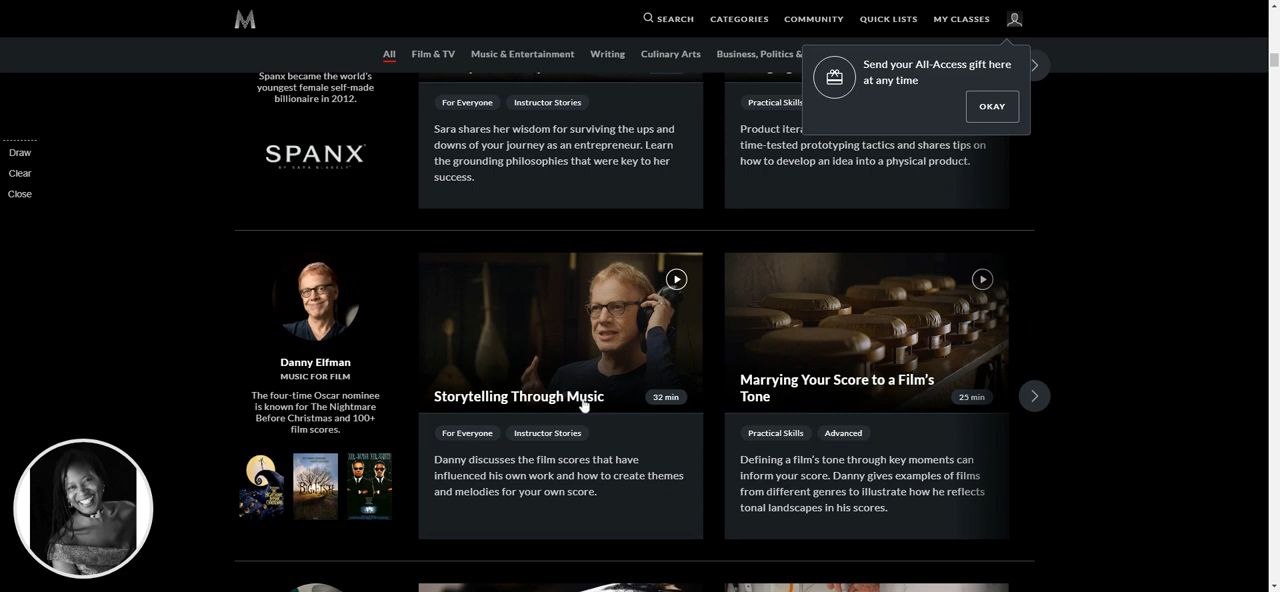 M
SEARCH
CATEGORIES
COMMUNITY
QUICK LISTS
MY CLASSES
All
Film & TV
Music & Entertainment
Writing
Culinary Arts
Business, Politics &
Send your All-Access gift here
at any time
OKAY
Draw
Clear
Close
Spanx became the world's
youngest female self-made
billionaire in 2012.
SPANX
BY SARA BLAKELY
For Everyone
Instructor Stories
Sara shares her wisdom for surviving the ups and
downs of your journey as an entrepreneur. Learn
the grounding philosophies that were key to her
success.
Practical Skills
Product
time-tested prototyping tactics and shares tips on
how to develop an idea into a physical product.
Danny Elfman
MUSIC FOR FILM
The four-time Oscar nominee
is known for The Nightmare
Before Christmas and 100+
film scores.
Storytelling Through Music
32 min
For Everyone
Instructor Stories
Danny discusses the film scores that have
influenced his own work and how to create themes
and melodies for your own score.
Marrying Your Score to a Film's
Tone
25 min
Practical Skills
Advanced
Defining a film's tone through key moments can
inform your score. Danny gives examples of films
from different genres to illustrate how he reflects
tonal landscapes in his scores.